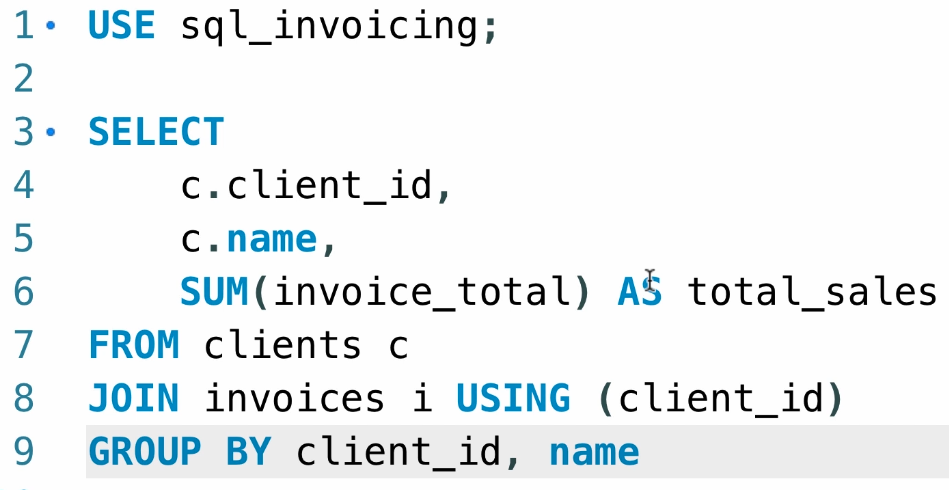 1 USE sql_invoicing;
2
3 SELECT
4 c.client_id,
5 c.name,
6 SUM(invoice_total) AS total_sales
7 FROM clients c
8 JOIN invoices i USING (client_id)
9 GROUP BY client_id, name